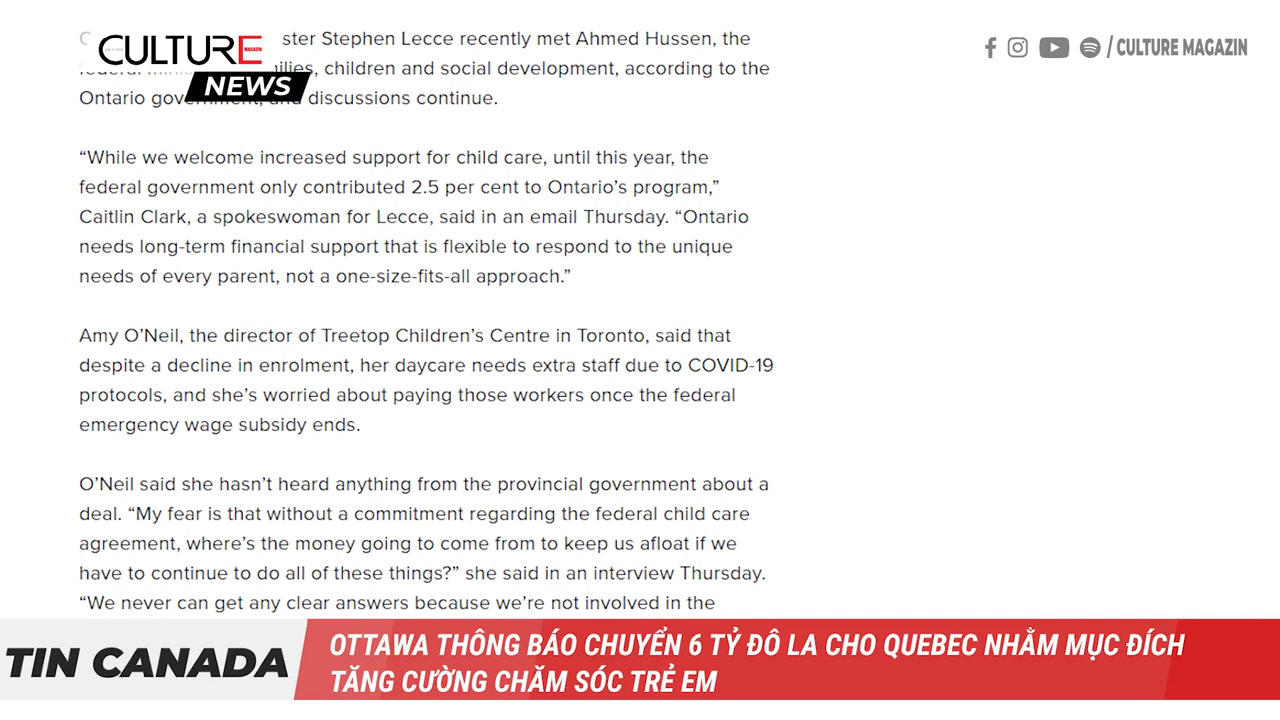 CULTURE MAGAZIN
NEWS
/ CULTURE MAGAZIN
ster Stephen Lecce recently met Ahmed Hussen, the
federal ilies, children and social development, according to the
Ontario government, and discussions continue.
“While we welcome increased support for child care, until this year, the
federal government only contributed 2.5 per cent to Ontario’s program,”
Caitlin Clark, a spokeswoman for Lecce, said in an email Thursday. “Ontario
needs long-term financial support that is flexible to respond to the unique
needs of every parent, not a one-size-fits-all approach.”
Amy O’Neil, the director of Treetop Children’s Centre in Toronto, said that
despite a decline in enrolment, her daycare needs extra staff due to COVID-19
protocols, and she’s worried about paying those workers once the federal
emergency wage subsidy ends.
O’Neil said she hasn’t heard anything from the provincial government about a
deal. “My fear is that without a commitment regarding the federal child care
agreement, where’s the money going to come from to keep us afloat if we
have to continue to do all of these things?” she said in an interview Thursday.
“We never can get any clear answers because we’re not involved in the
TIN CANADA
OTTAWA THÔNG BÁO CHUYỂN 6 TỶ ĐÔ LA CHO QUEBEC NHẰM MỤC ĐÍCH
TĂNG CƯỜNG CHĂM SÓC TRẺ EM